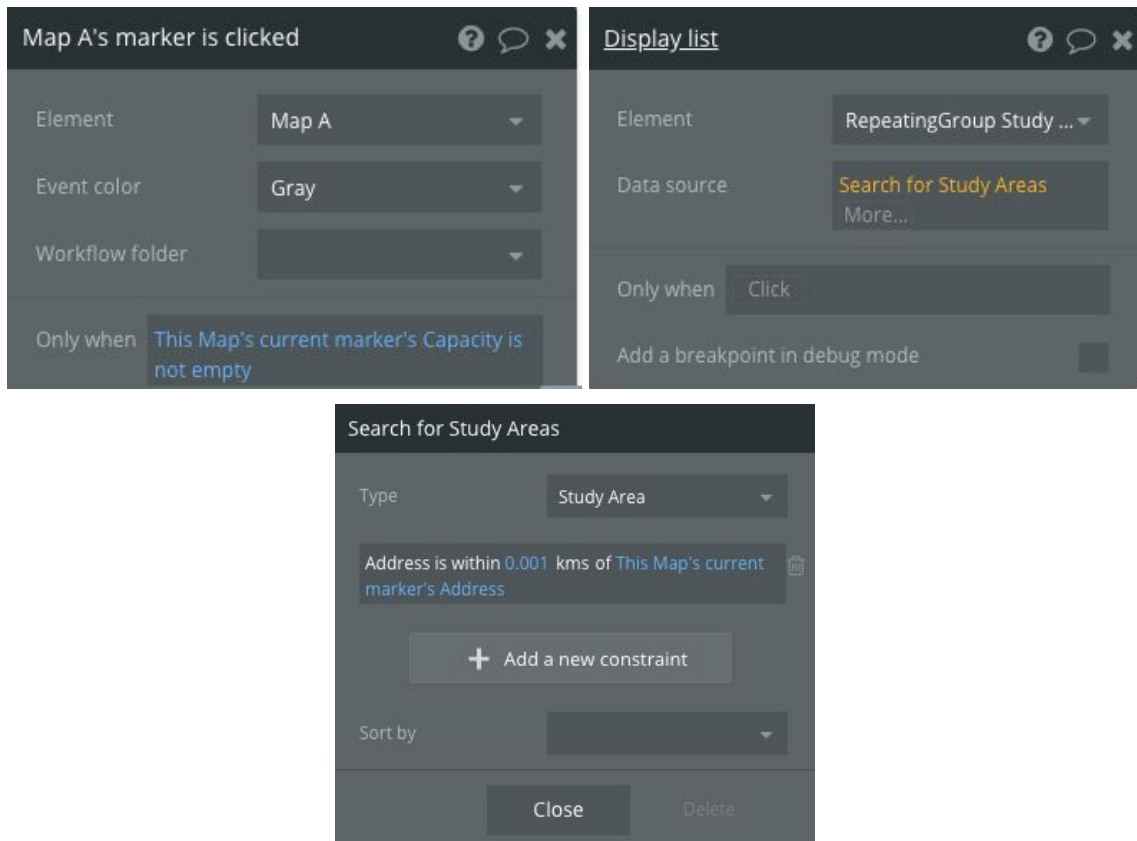 Map A's marker is clicked
Element
Map A
Event color
Gray
Workflow folder
Only when
This Map's current marker's Capacity is
not empty
Display list
Element
RepeatingGroup Study ...
Data source
Search for Study Areas
More...
Only when
Click
Add a breakpoint in debug mode
Search for Study Areas
Type
Study Area
Address is within 0.001 kms of This Map's current
marker's Address
Add a new constraint
Sort by
Close
Delete